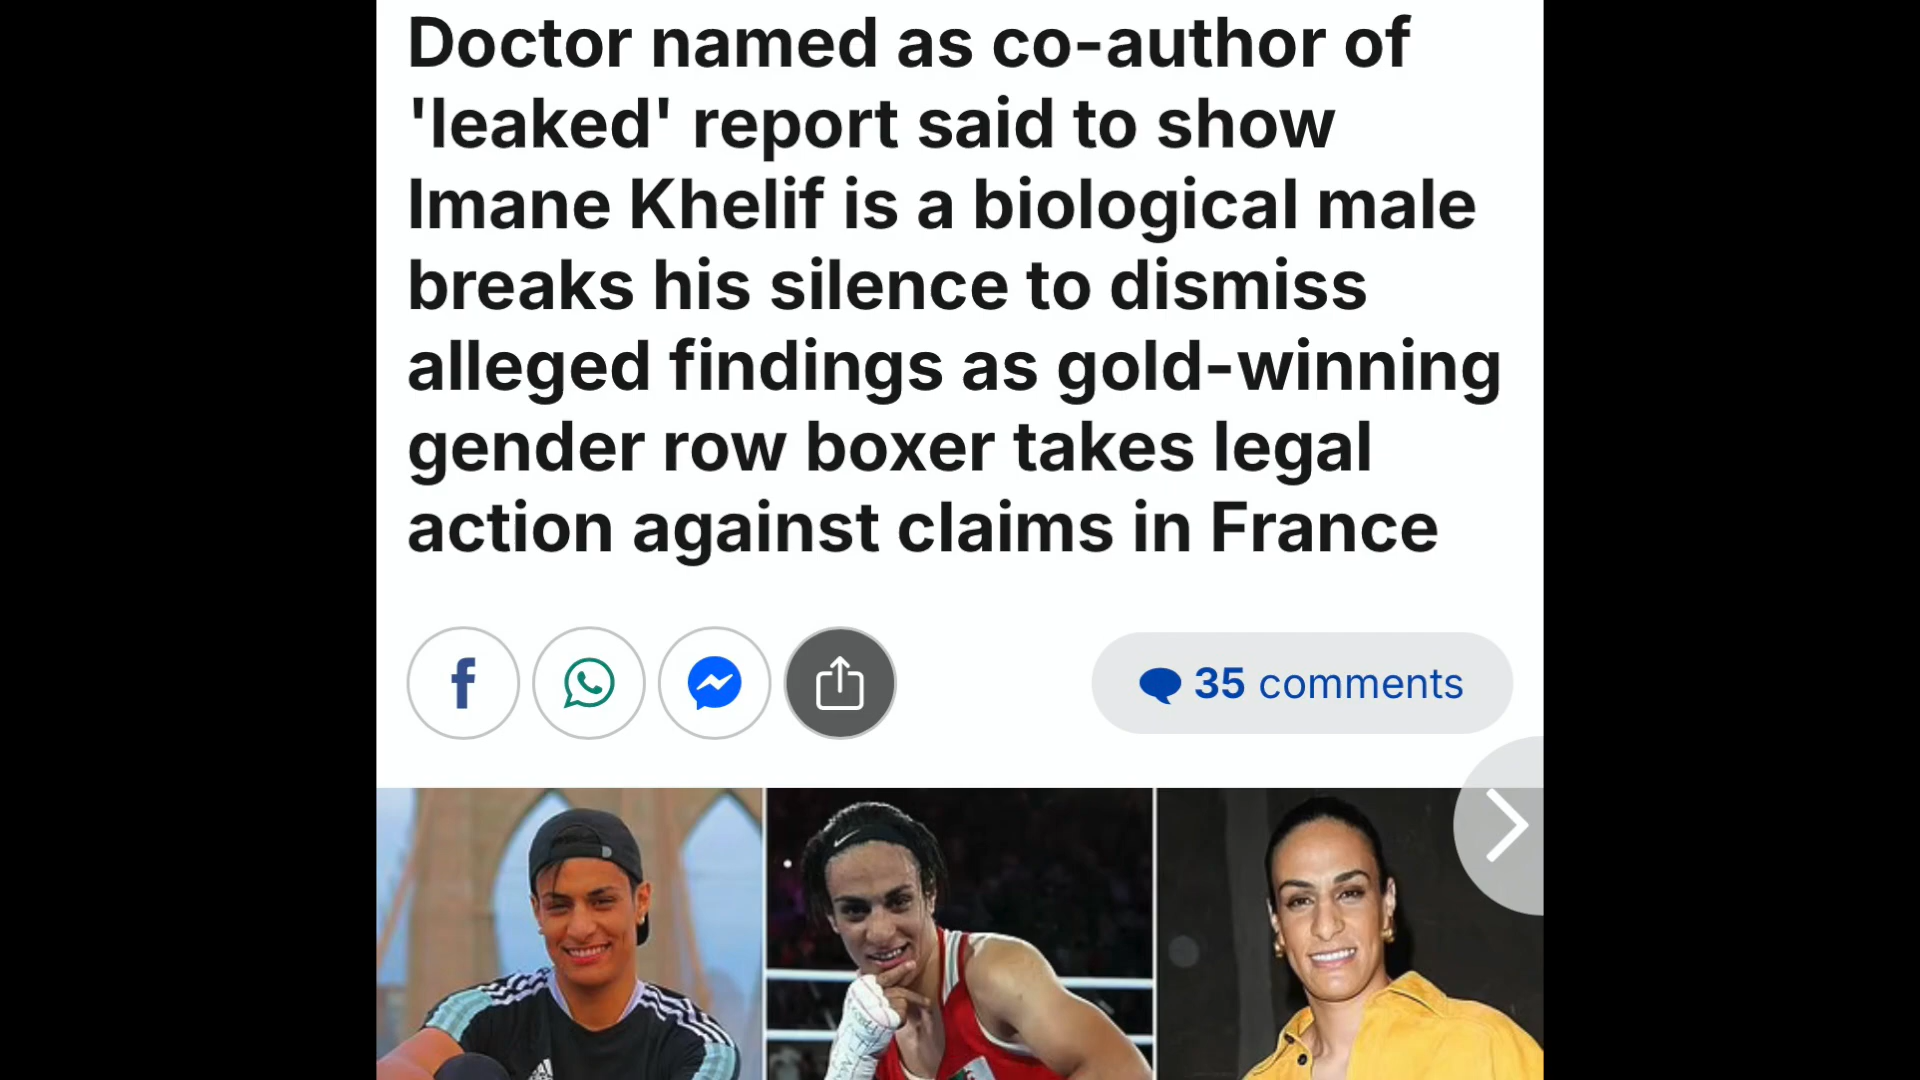 Doctor named as co-author of
'leaked' report said to show
Imane Khelif is a biological male
breaks his silence to dismiss
alleged findings as gold-winning
gender row boxer takes legal
action against claims in France
35 comments